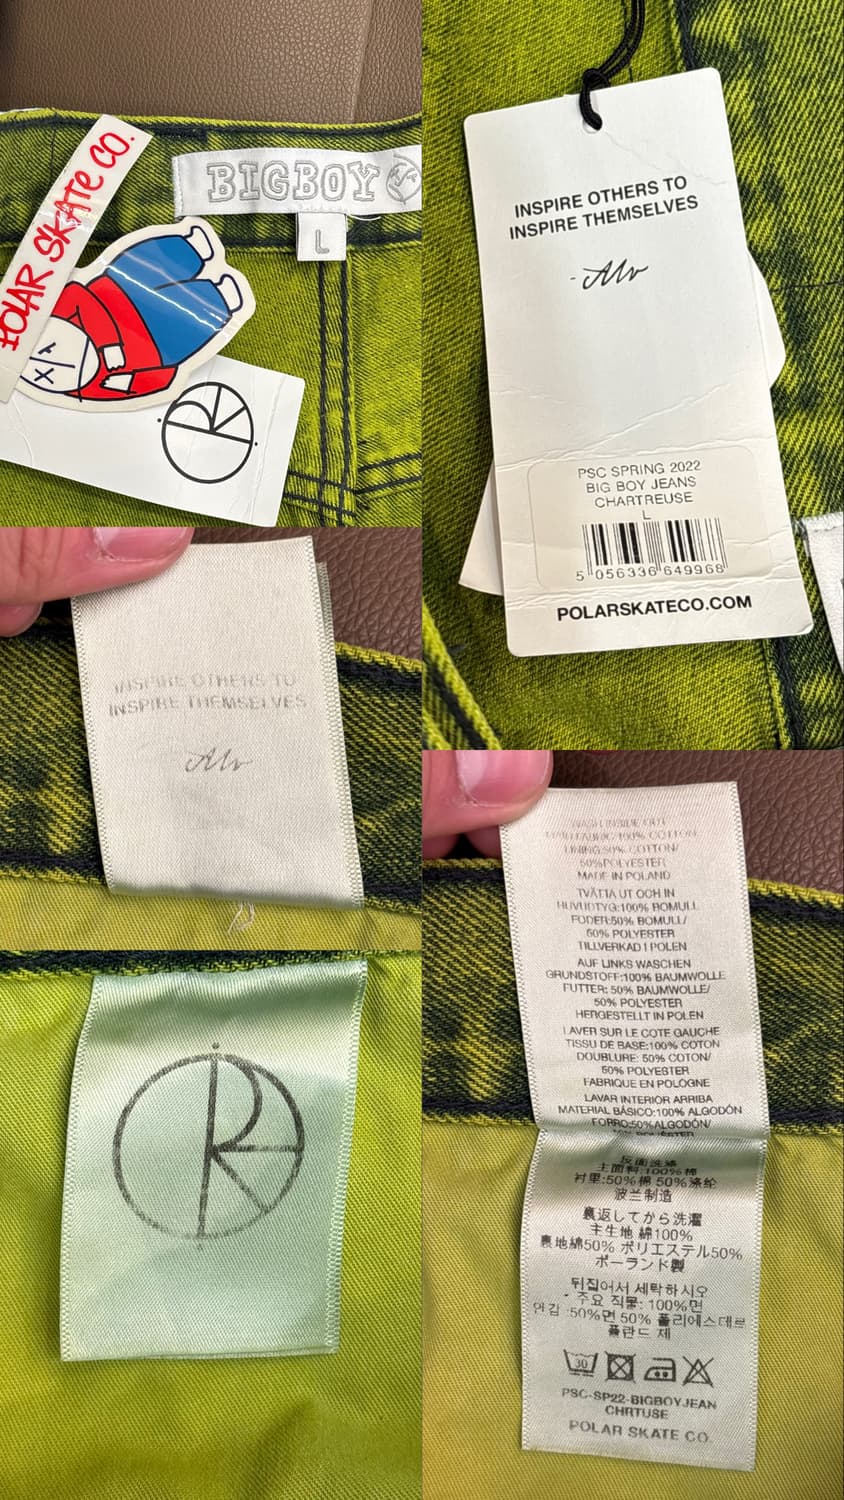 POLAR SKATE CO.
BIGBOY
L
INSPIRE OTHERS TO
INSPIRE THEMSELVES
PSC SPRING 2022
BIG BOY JEANS
CHARTREUSE
L
5 056336 649968
POLARSKATECO.COM
INSPIRE OTHERS TO
INSPIRE THEMSELVES
WASH INSIDE OUT
MAIN FABRIC:100% COTTON
LINING:50% COTTON/
50%POLYESTER
MADE IN POLAND
TVÄTTA UT OCH IN
HUVUDTYG:100% BOMULL
FODER:50% BOMULL/
50% POLYESTER
TILLVERKAD I POLEN
AUF LINKS WASCHEN
GRUNDSTOFF:100% BAUMWOLLE
FUTTER: 50% BAUMWOLLE/
50% POLYESTER
HERGESTELLT IN POLEN
LAVER SUR LE COTE GAUCHE
TISSU DE BASE:100% COTON
DOUBLURE: 50% COTON/
50% POLYESTER
FABRIQUE EN POLOGNE
LAVAR INTERIOR ARRIBA
MATERIAL BÁSICO:100% ALGODÓN
FORRO:50%ALGODÓN/
50% POLIÉSTER
反面洗涤
主面料:100%棉
衬里:50%棉 50%涤纶
波兰制造
裏返してから洗濯
主生地 綿100%
裏地綿50% ポリエステル50%
ポーランド製
뒤집어서 세탁하시오
주요 직물: 100%면
안감 :50%면 50% 폴리에스데르
폴란드 제
30
PSC-SP22-BIGBOYJEAN
CHRTUSE
POLAR SKATE CO.